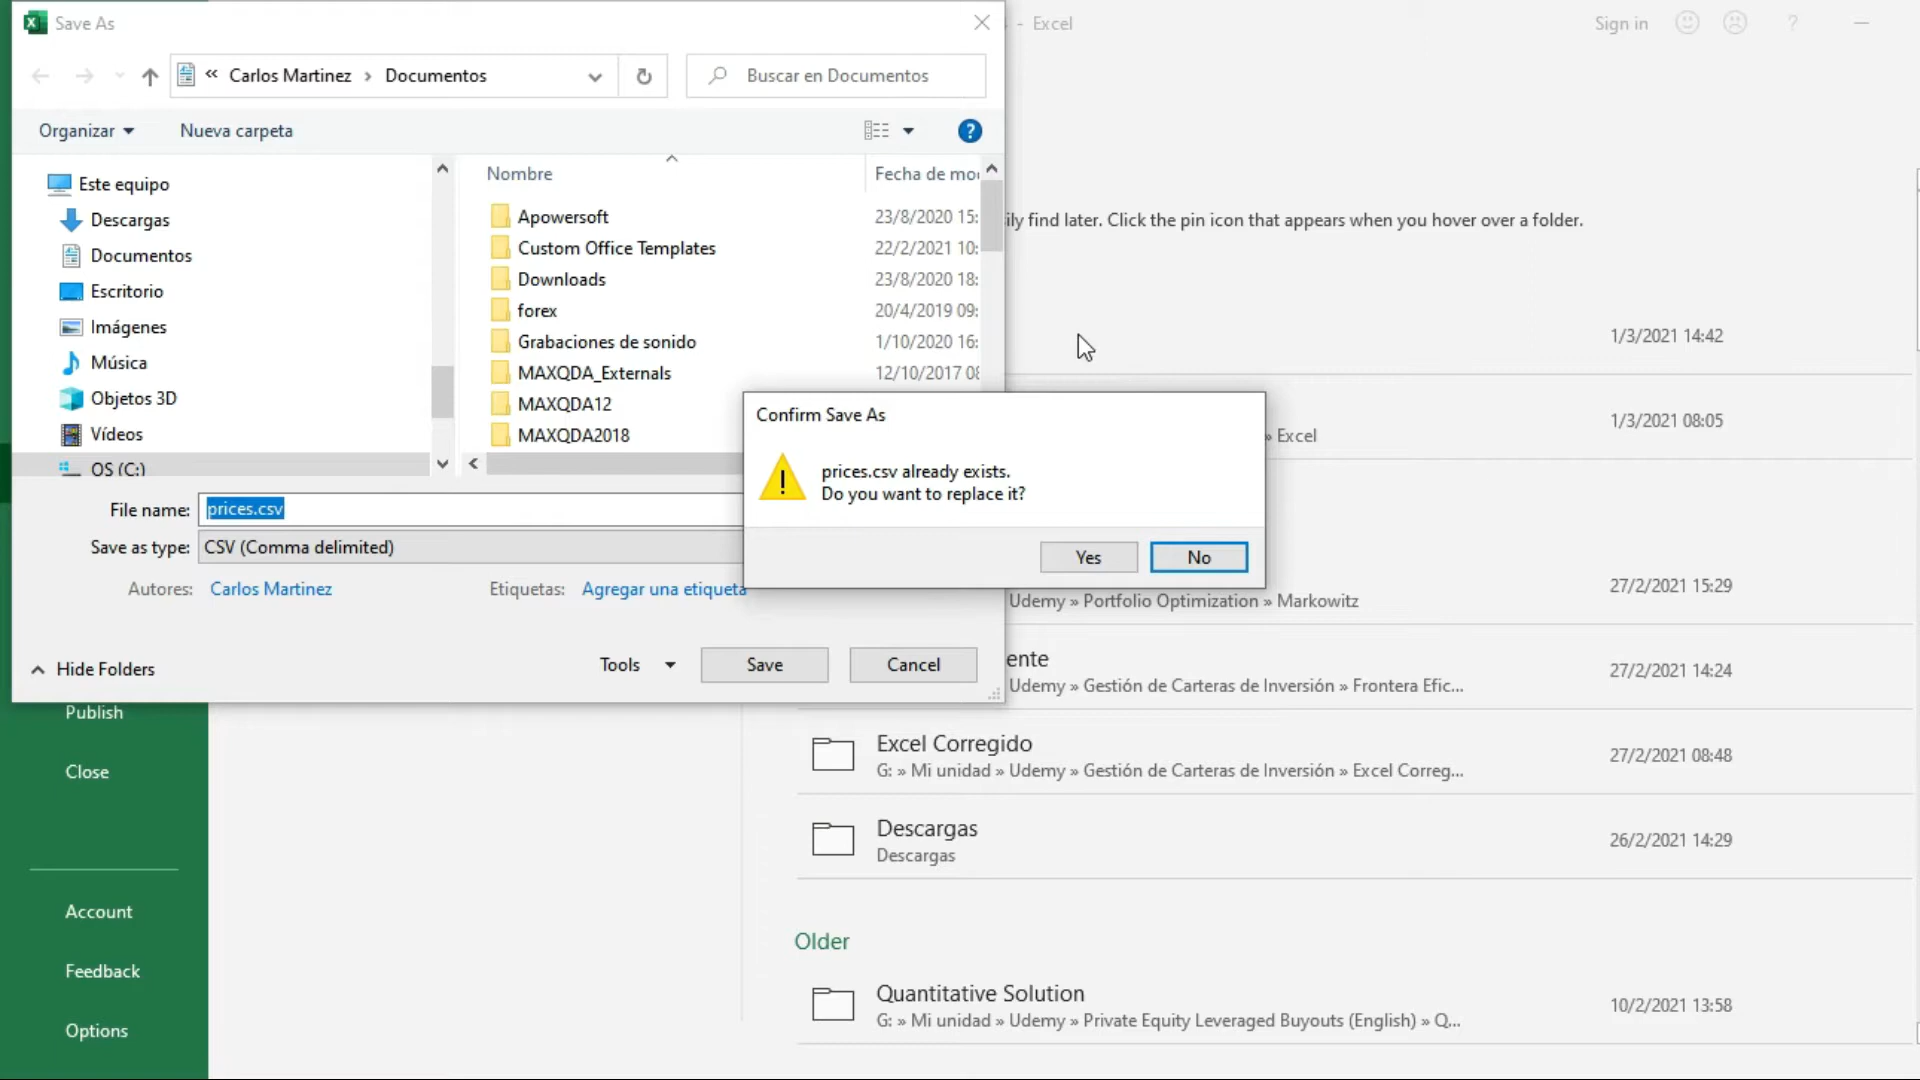 Save As
- Excel
Sign in
?
« Carlos Martinez › Documentos
Buscar en Documentos
Organizar
Nueva carpeta
?
Este equipo
Descargas
Documentos
Escritorio
Imágenes
Música
Objetos 3D
Vídeos
OS (C:)
Nombre
Fecha de mo
Apowersoft 23/8/2020 15:
Custom Office Templates 22/2/2021 10:
Downloads 23/8/2020 18:
forex 20/4/2019 09:
Grabaciones de sonido 1/10/2020 16:
MAXQDA_Externals 12/10/2017 08
MAXQDA12
MAXQDA2018
File name: prices.csv
Save as type: CSV (Comma delimited)
Autores: Carlos Martinez
Etiquetas: Agregar una etiqueta
Hide Folders
Tools
Save
Cancel
Confirm Save As
prices.csv already exists.
Do you want to replace it?
Yes
No
ily find later. Click the pin icon that appears when you hover over a folder.
1/3/2021 14:42
» Excel
1/3/2021 08:05
Udemy » Portfolio Optimization » Markowitz
27/2/2021 15:29
ente
Udemy » Gestión de Carteras de Inversión » Frontera Efic...
27/2/2021 14:24
Excel Corregido
G: » Mi unidad » Udemy » Gestión de Carteras de Inversión » Excel Correg...
27/2/2021 08:48
Descargas
Descargas
26/2/2021 14:29
Older
Quantitative Solution
G: » Mi unidad » Udemy » Private Equity Leveraged Buyouts (English) » Q...
10/2/2021 13:58
Publish
Close
Account
Feedback
Options